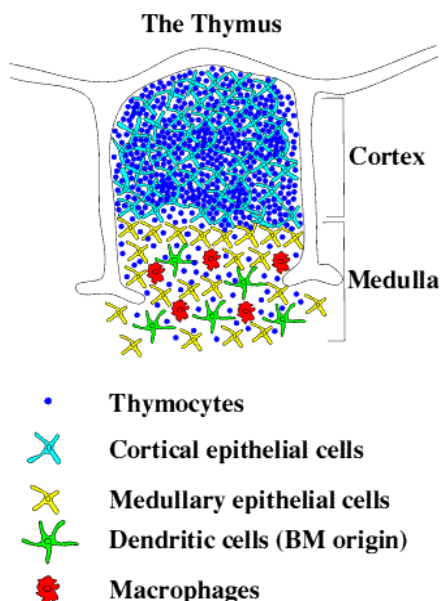 The Thymus
Cortex
Medulla
Thymocytes
Cortical epithelial cells
Medullary epithelial cells
Dendritic cells (BM origin)
Macrophages